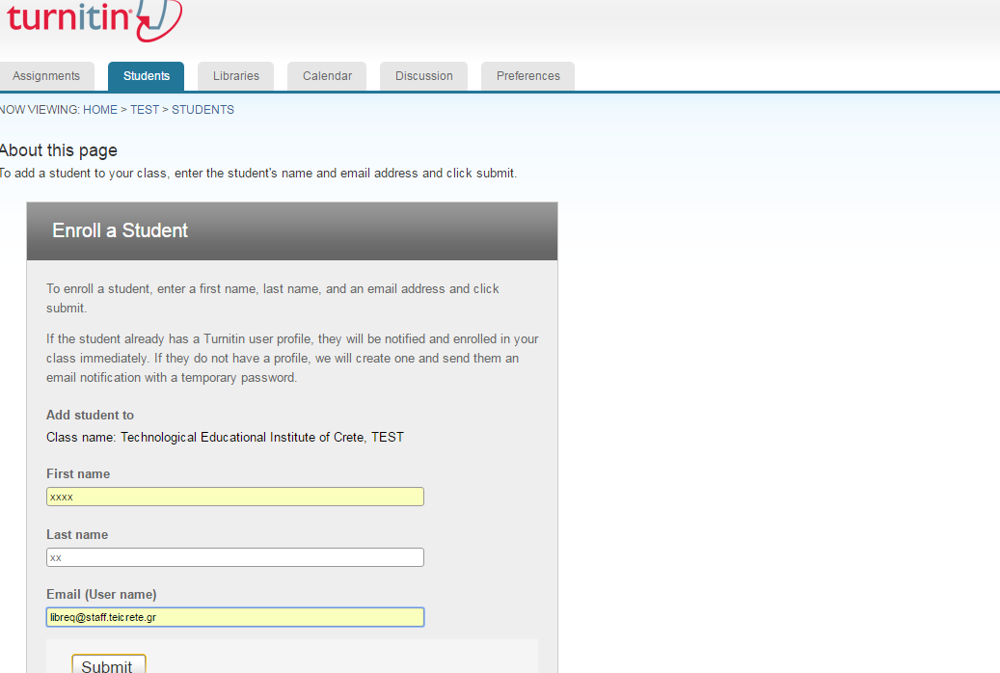 turnitin
Assignments Students Libraries Calendar Discussion Preferences
NOW VIEWING: HOME > TEST > STUDENTS
About this page
To add a student to your class, enter the student's name and email address and click submit.
Enroll a Student
To enroll a student, enter a first name, last name, and an email address and click
submit.
If the student already has a Turnitin user profile, they will be notified and enrolled in your
class immediately. If they do not have a profile, we will create one and send them an
email notification with a temporary password.
Add student to
Class name: Technological Educational Institute of Crete, TEST
First name
xxxx
Last name
xx
Email (User name)
libreq@staff.teicrete.gr
Submit